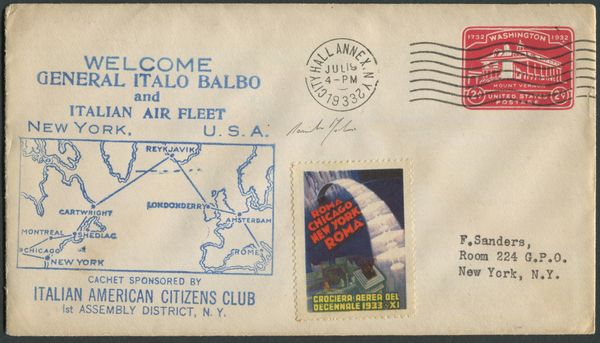 WELCOME
GENERAL ITALO BALBO
and
ITALIAN AIR FLEET
NEW YORK, U.S.A.
REYKJAVIK
CARTWRIGHT
LONDONDERRY
AMSTERDAM
MONTREAL
SHEDIAC
CHICAGO
ROME
NEW YORK
CACHET SPONSORED BY
ITALIAN AMERICAN CITIZENS CLUB
1st ASSEMBLY DISTRICT, N.Y.
CITY HALL ANNEX, N.Y.
4-PM
1933
1732 WASHINGTON 1932
MOUNT VERNON
2¢ UNITED STATES 2¢
POSTAGE
ROMA
CHICAGO
NEW YORK
ROMA
CROCIERA AEREA DEL
DECENNALE 1933 XI
F.Sanders,
Room 224 G.P.O.
New York, N.Y.